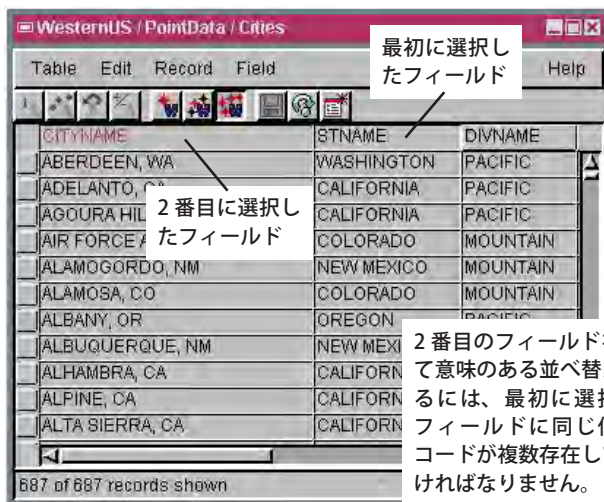 WesternUS / PointData / Cities
最初に選択し
たフィールド
Table Edit Record Field Help
CITYNAME STNAME DIVNAME
ABERDEEN, WA WASHINGTON PACIFIC
ADELANTO, CALIFORNIA PACIFIC
2 番目に選択し
たフィールド
AGOURA HIL CALIFORNIA PACIFIC
AIR FORCE COLORADO MOUNTAIN
ALAMOGORDO, NM NEW MEXICO MOUNTAIN
ALAMOSA, CO COLORADO MOUNTAIN
ALBANY, OR OREGON PACIFIC
ALBUQUERQUE, NM NEW MEXI
ALHAMBRA, CA CALIFORN
ALPINE, CA CALIFORN
ALTA SIERRA, CA CALIFORN
2 番目のフィールド
て意味のある並べ替
るには、最初に選
フィールドに同じ
コードが複数存在し
ければなりません。
687 of 687 records shown